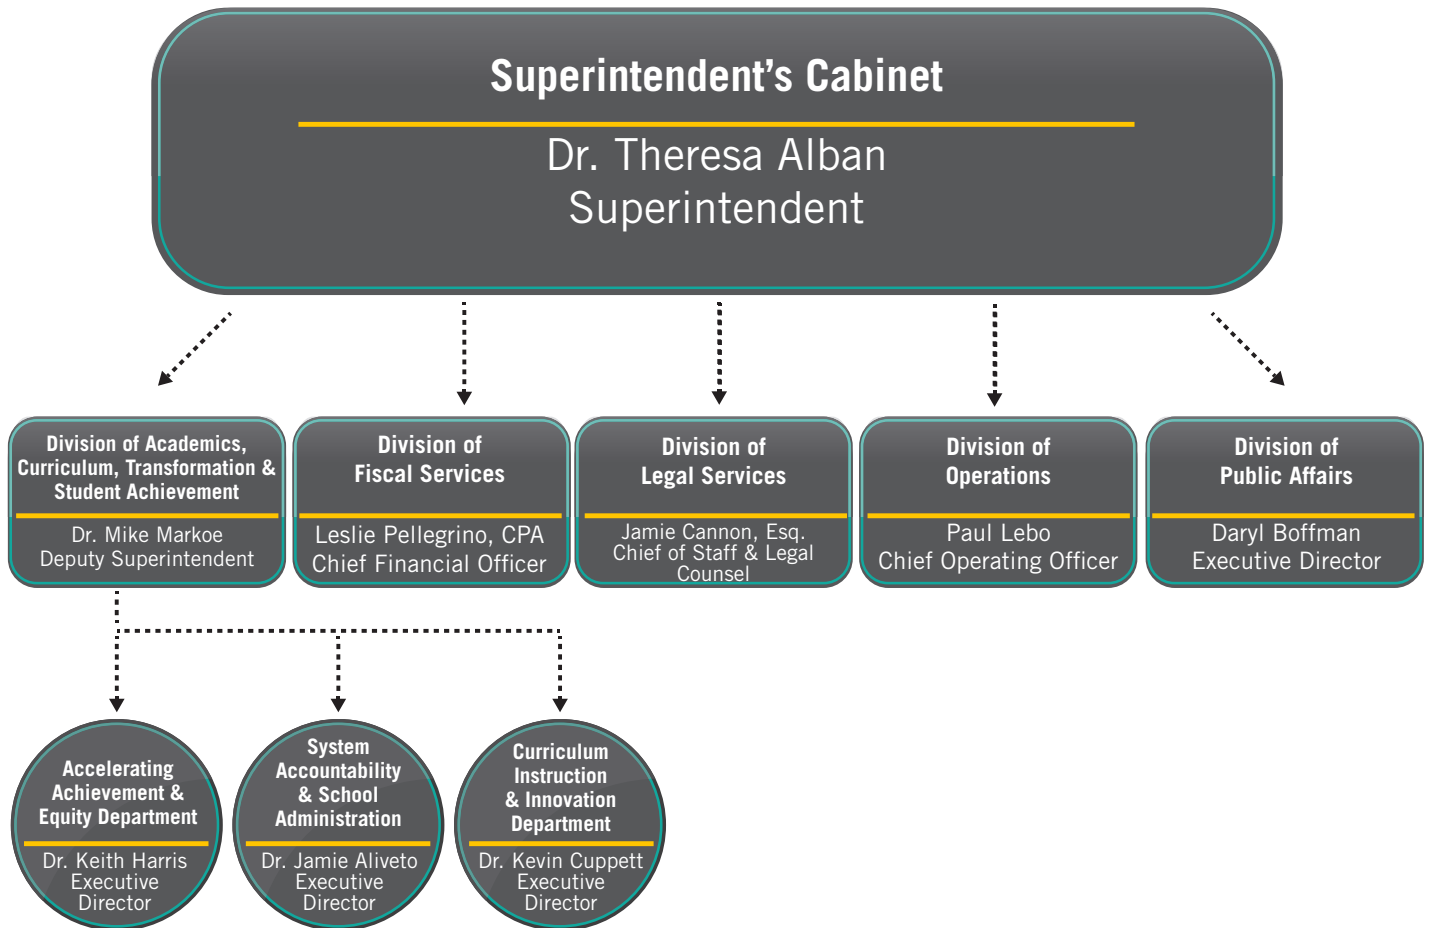 Superintendent’s Cabinet
Dr. Theresa Alban
Superintendent
Division of Academics,
Curriculum, Transformation &
Student Achievement
Dr. Mike Markoe
Deputy Superintendent
Division of
Fiscal Services
Leslie Pellegrino, CPA
Chief Financial Officer
Division of
Legal Services
Jamie Cannon, Esq.
Chief of Staff & Legal
Counsel
Division of
Operations
Paul Lebo
Chief Operating Officer
Division of
Public Affairs
Daryl Boffman
Executive Director
Accelerating
Achievement &
Equity Department
Dr. Keith Harris
Executive
Director
System
Accountability
& School
Administration
Dr. Jamie Aliveto
Executive
Director
Curriculum
Instruction
& Innovation
Department
Dr. Kevin Cuppett
Executive
Director